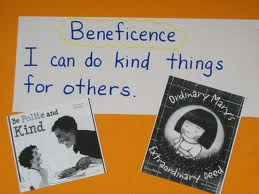 Beneficence
I can do kind things
for others.
Be Polite and
Kind
Ordinary Mary's
Extraordinary Deed